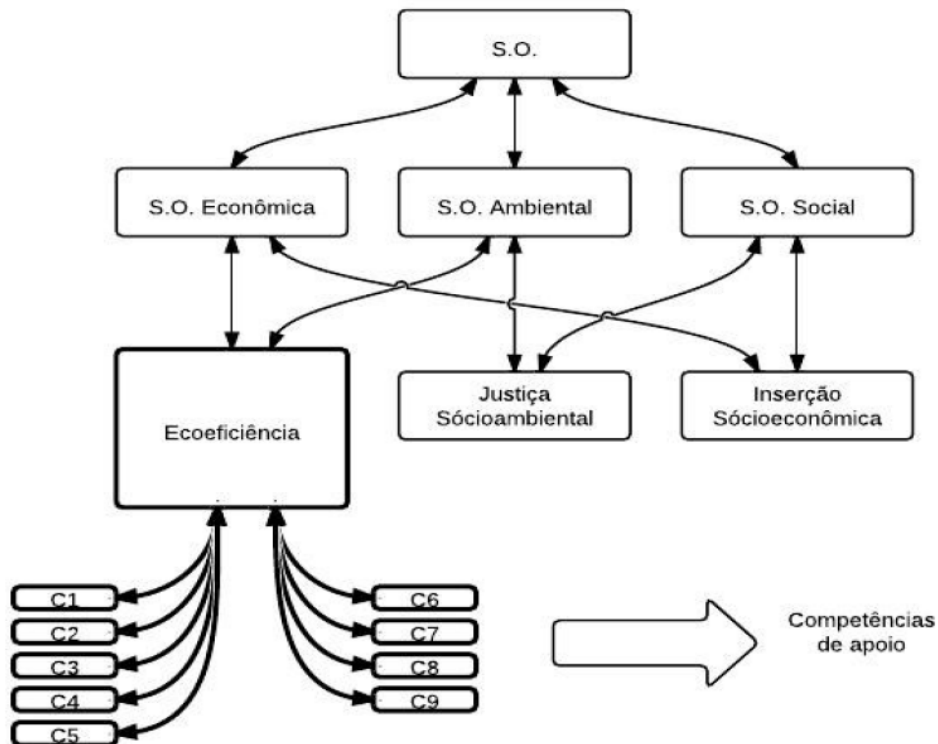 S.O.
S.O. Econômica
S.O. Ambiental
S.O. Social
Ecoeficiência
Justiça
Sócioambiental
Inserção
Sócioeconômica
C1
C2
C3
C4
C5
C6
C7
C8
C9
Competências
de apoio